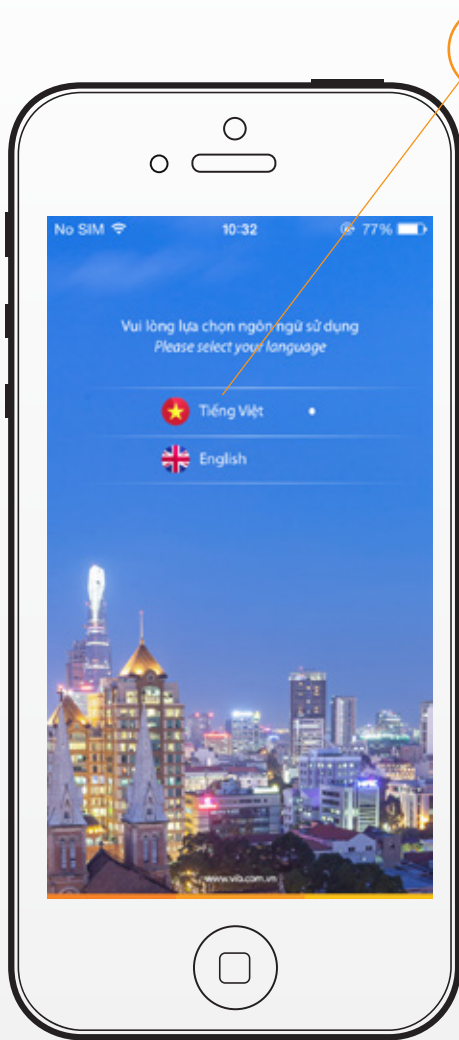 No SIM 10:32 77%
Vui lòng lựa chọn ngôn ngữ sử dụng
Please select your language
Tiếng Việt
English
www.vib.com.vn